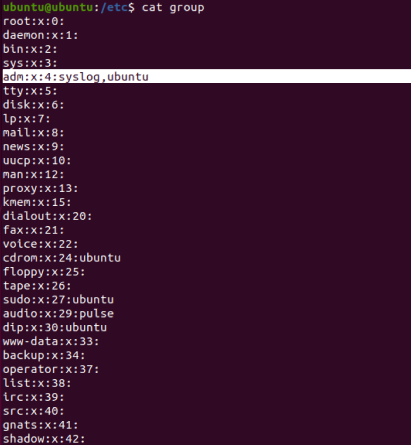 ubuntu@ubuntu:/etc$ cat group
root:x:0:
daemon:x:1:
bin:x:2:
sys:x:3:
adm:x:4:syslog,ubuntu
tty:x:5:
disk:x:6:
lp:x:7:
mail:x:8:
news:x:9:
uucp:x:10:
man:x:12:
proxy:x:13:
kmem:x:15:
dialout:x:20:
fax:x:21:
voice:x:22:
cdrom:x:24:ubuntu
floppy:x:25:
tape:x:26:
sudo:x:27:ubuntu
audio:x:29:pulse
dip:x:30:ubuntu
www-data:x:33:
backup:x:34:
operator:x:37:
list:x:38:
irc:x:39:
src:x:40:
gnats:x:41:
shadow:x:42: